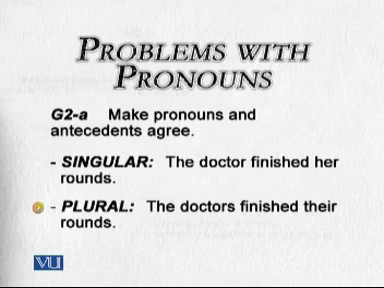 PROBLEMS WITH
PRONOUNS
G2-a Make pronouns and
antecedents agree.
- SINGULAR: The doctor finished her
rounds.
- PLURAL: The doctors finished their
rounds.
VU